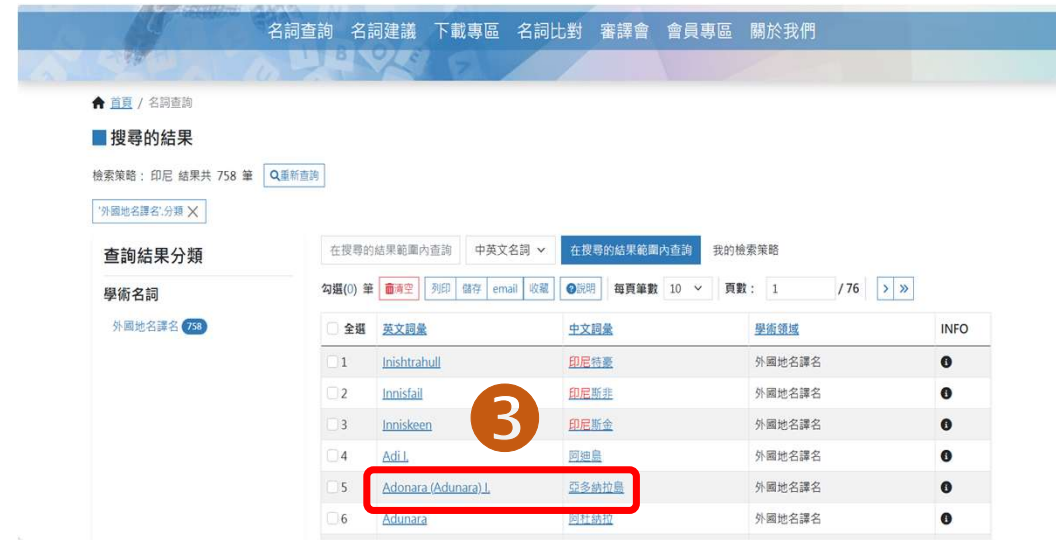 名詞查詢 名詞建議 下載專區 名詞比對 審譯會 會員專區 關於我們
首頁 / 名詞查詢
搜尋的結果
檢索策略：印尼 結果共 758 筆 重新查詢
'外國地名譯名'.分類 X
查詢結果分類
學術名詞
外國地名譯名 758
在搜尋的結果範圍內查詢 中英文名詞 在搜尋的結果範圍內查詢 我的檢索策略
勾選(0) 筆 清空 列印 儲存 email 收藏 說明 每頁筆數 10 頁數： 1 / 76 > »
全選 英文詞彙 中文詞彙 學術領域 INFO
1 Inishtrahull 印尼特豪 外國地名譯名
2 Innisfail 印尼斯非 外國地名譯名
3 Inniskeen 印尼斯金 外國地名譯名
3
4 Adi I. 阿迪島 外國地名譯名
5 Adonara (Adunara) I. 亞多納拉島 外國地名譯名
6 Adunara 阿杜納拉 外國地名譯名